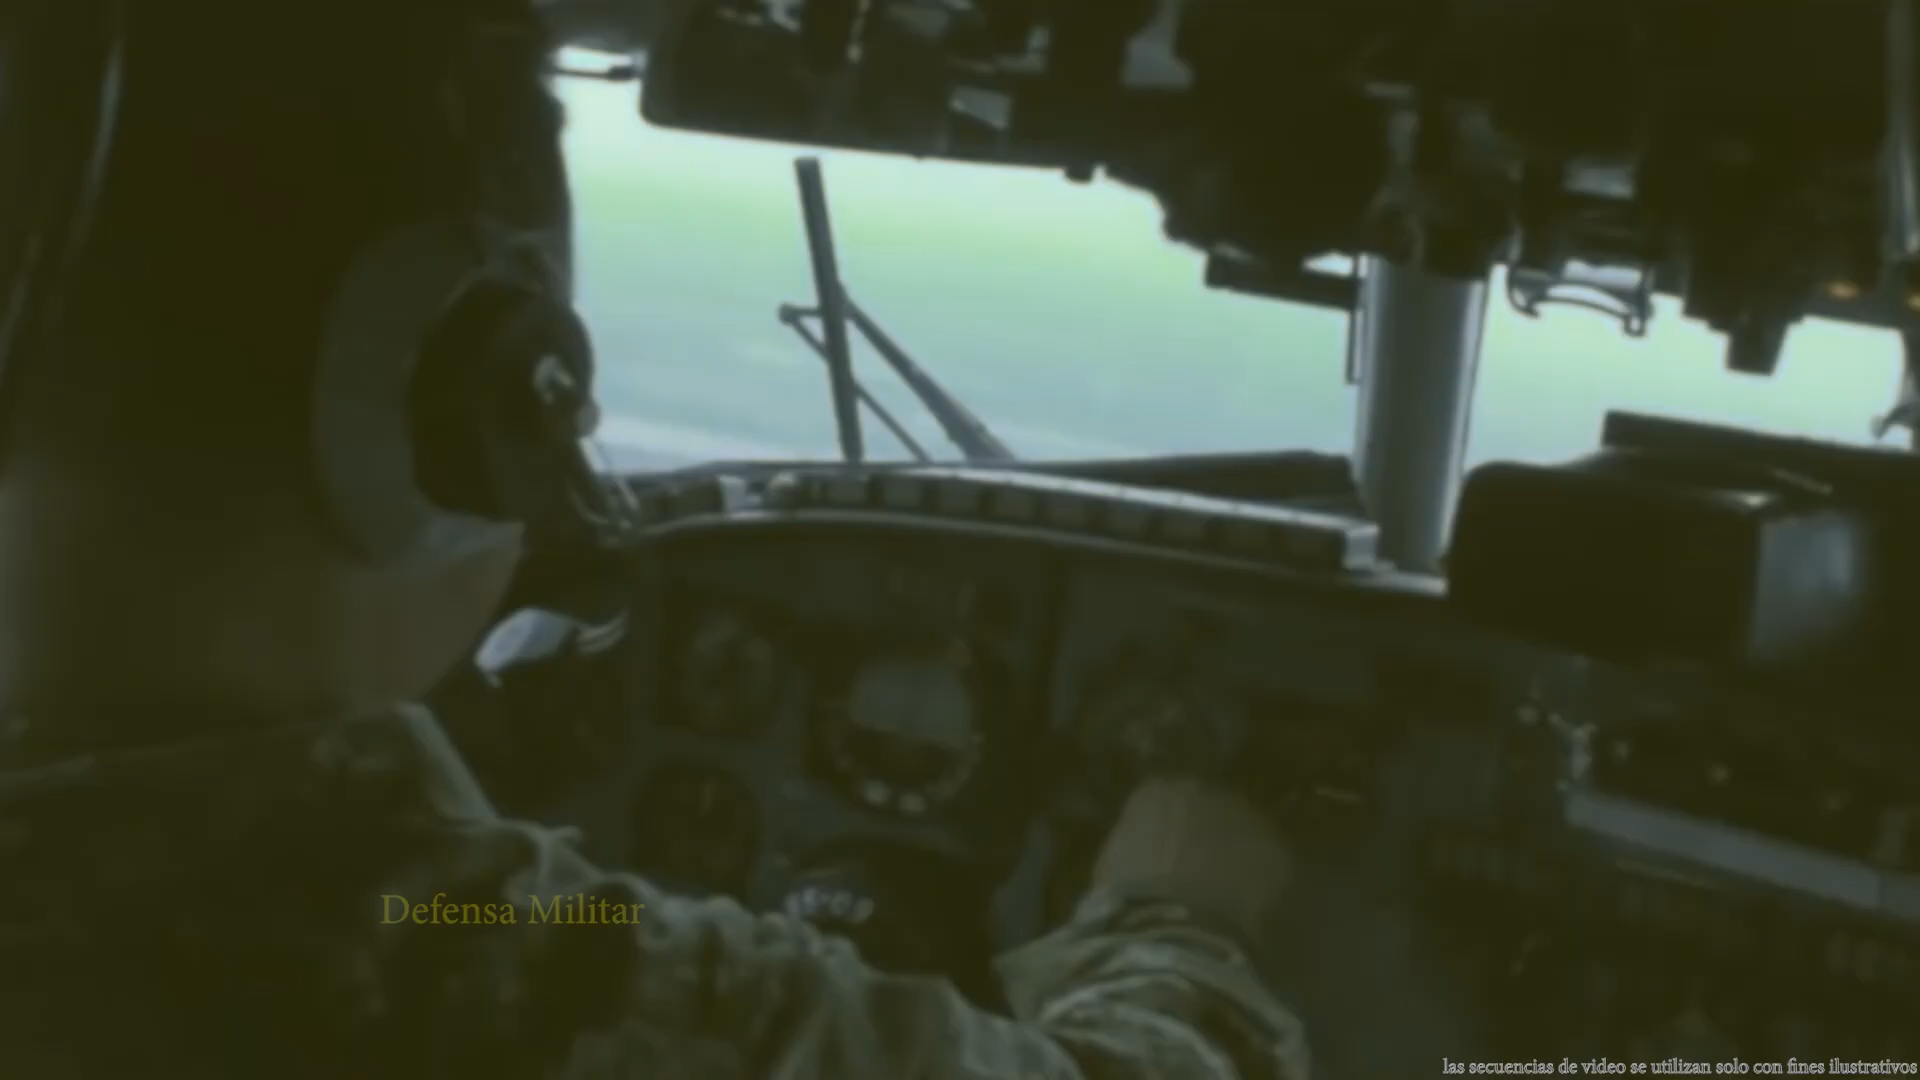 Defensa Militar
las secuencias de video se utilizan solo con fines ilustrativos